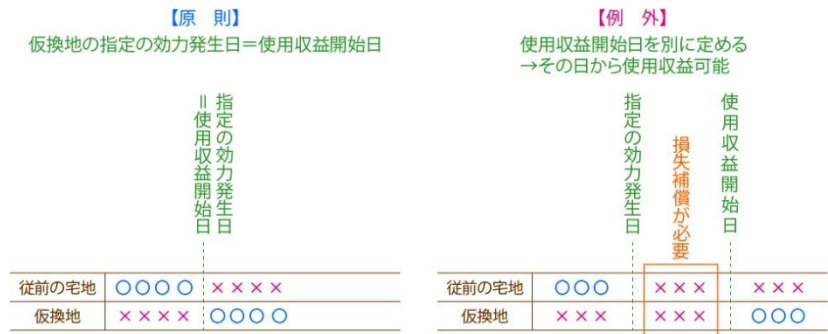 【原　則】
仮換地の指定の効力発生日＝使用収益開始日
指定の効力発生日
＝使用収益開始日
従前の宅地 〇〇〇〇 ××××
仮換地 ×××× 〇〇〇〇
【例　外】
使用収益開始日を別に定める
→その日から使用収益可能
指定の効力発生日
損失補償が必要
使用収益開始日
従前の宅地 〇〇〇 ××× ×××
仮換地 ××× ××× 〇〇〇